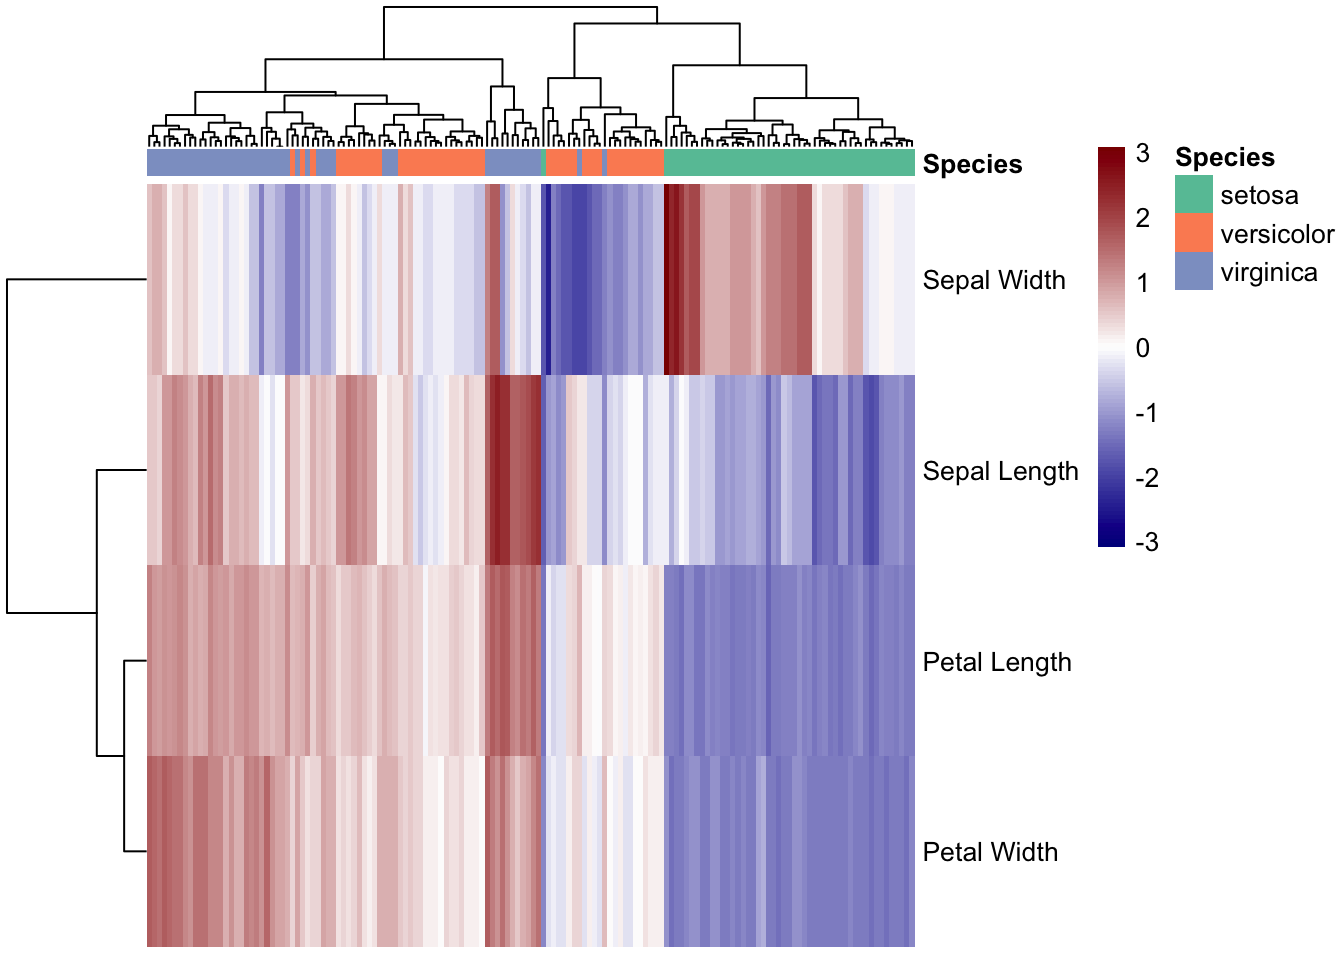 Species
Sepal Width
Sepal Length
Petal Length
Petal Width
3
2
1
0
-1
-2
-3
Species
setosa
versicolor
virginica